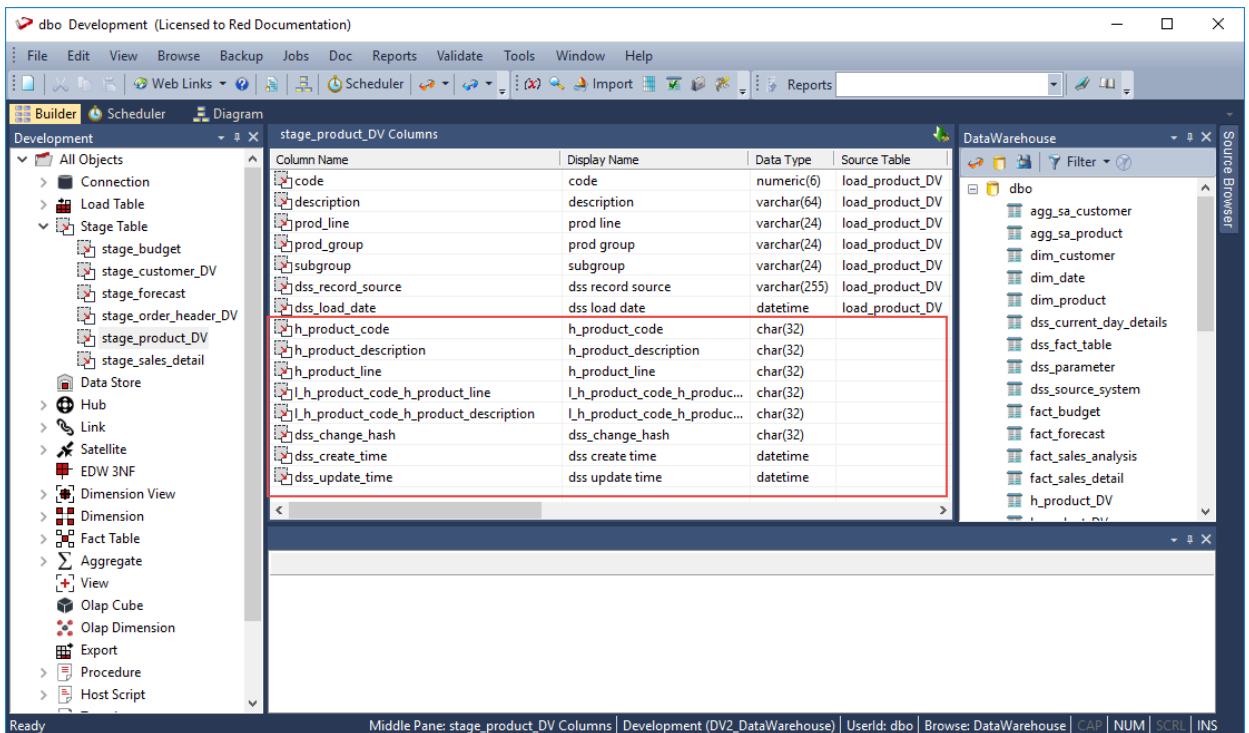 dbo Development (Licensed to Red Documentation)
File Edit View Browse Backup Jobs Doc Reports Validate Tools Window Help
Web Links Scheduler Import Reports
Builder Scheduler Diagram
Development
All Objects
Connection
Load Table
Stage Table
stage_budget
stage_customer_DV
stage_forecast
stage_order_header_DV
stage_product_DV
stage_sales_detail
Data Store
Hub
Link
Satellite
EDW 3NF
Dimension View
Dimension
Fact Table
Aggregate
View
Olap Cube
Olap Dimension
Export
Procedure
Host Script
stage_product_DV Columns
Column Name Display Name Data Type Source Table
code code numeric(6) load_product_DV
description description varchar(64) load_product_DV
prod_line prod line varchar(24) load_product_DV
prod_group prod group varchar(24) load_product_DV
subgroup subgroup varchar(24) load_product_DV
dss_record_source dss record source varchar(255) load_product_DV
dss_load_date dss load date datetime load_product_DV
h_product_code h_product_code char(32)
h_product_description h_product_description char(32)
h_product_line h_product_line char(32)
l_h_product_code_h_product_line l_h_product_code_h_produc... char(32)
l_h_product_code_h_product_description l_h_product_code_h_produc... char(32)
dss_change_hash dss_change_hash char(32)
dss_create_time dss create time datetime
dss_update_time dss update time datetime
DataWarehouse
Filter
dbo
agg_sa_customer
agg_sa_product
dim_customer
dim_date
dim_product
dss_current_day_details
dss_fact_table
dss_parameter
dss_source_system
fact_budget
fact_forecast
fact_sales_analysis
fact_sales_detail
h_product_DV
Source Browser
Ready Middle Pane: stage_product_DV Columns Development (DV2_DataWarehouse) UserId: dbo Browse: DataWarehouse CAP NUM SCRL INS